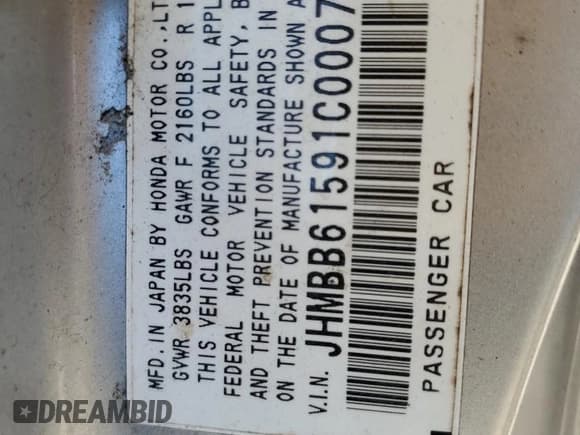 MFD. IN JAPAN BY HONDA MOTOR CO.,LT
GVWR 3835LBS GAWR F 2160LBS R 1
THIS VEHICLE CONFORMS TO ALL APPL
FEDERAL MOTOR VEHICLE SAFETY, B
AND THEFT PREVENTION STANDARDS IN
ON THE DATE OF MANUFACTURE SHOWN A
V.I.N. JHMBB61591C0007
PASSENGER CAR
DREAMBID